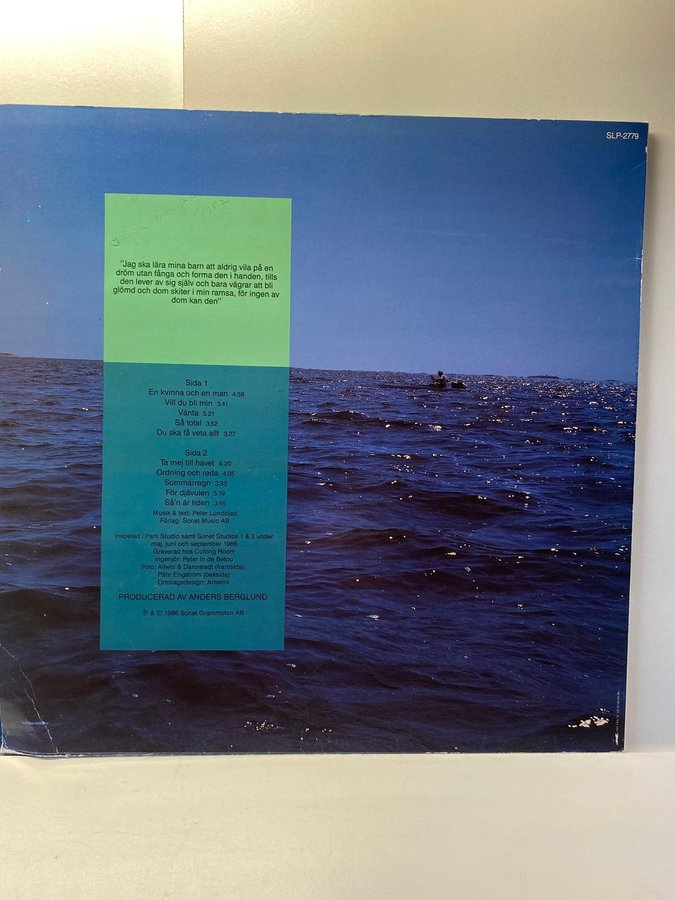 SLP-2779
"Jag ska lära mina barn att aldrig vila på en
dröm utan fånga och forma den i handen, tills
den lever av sig själv och bara vägrar att bli
glömd och dom skiter i min ramsa, för ingen av
dom kan den"
Sida 1
En kvinna och en man 4.58
Vill du bli min 3.41
Vänta 5.21
Så total 3.52
Du ska få veta allt 3.27
Sida 2
Ta mej till havet 4.20
Ordning och reda 4.05
Sommarregn 3.33
För djävulen 5.19
Så'n är tiden 3.46
Musik & text: Peter Lundblad
Förlag: Sonet Music AB
Inspelad i Park Studio samt Sonet Studios 1 & 3 under
maj, juni och september 1986
Graverad hos Cutting Room
Ingenjör: Peter in de Betou
Foto: Allwin & Dannstedt (framsida),
Pähr Engström (baksida)
Omslagsdesign: Artwork
PRODUCERAD AV ANDERS BERGLUND
℗ & © 1986 Sonet Grammofon AB